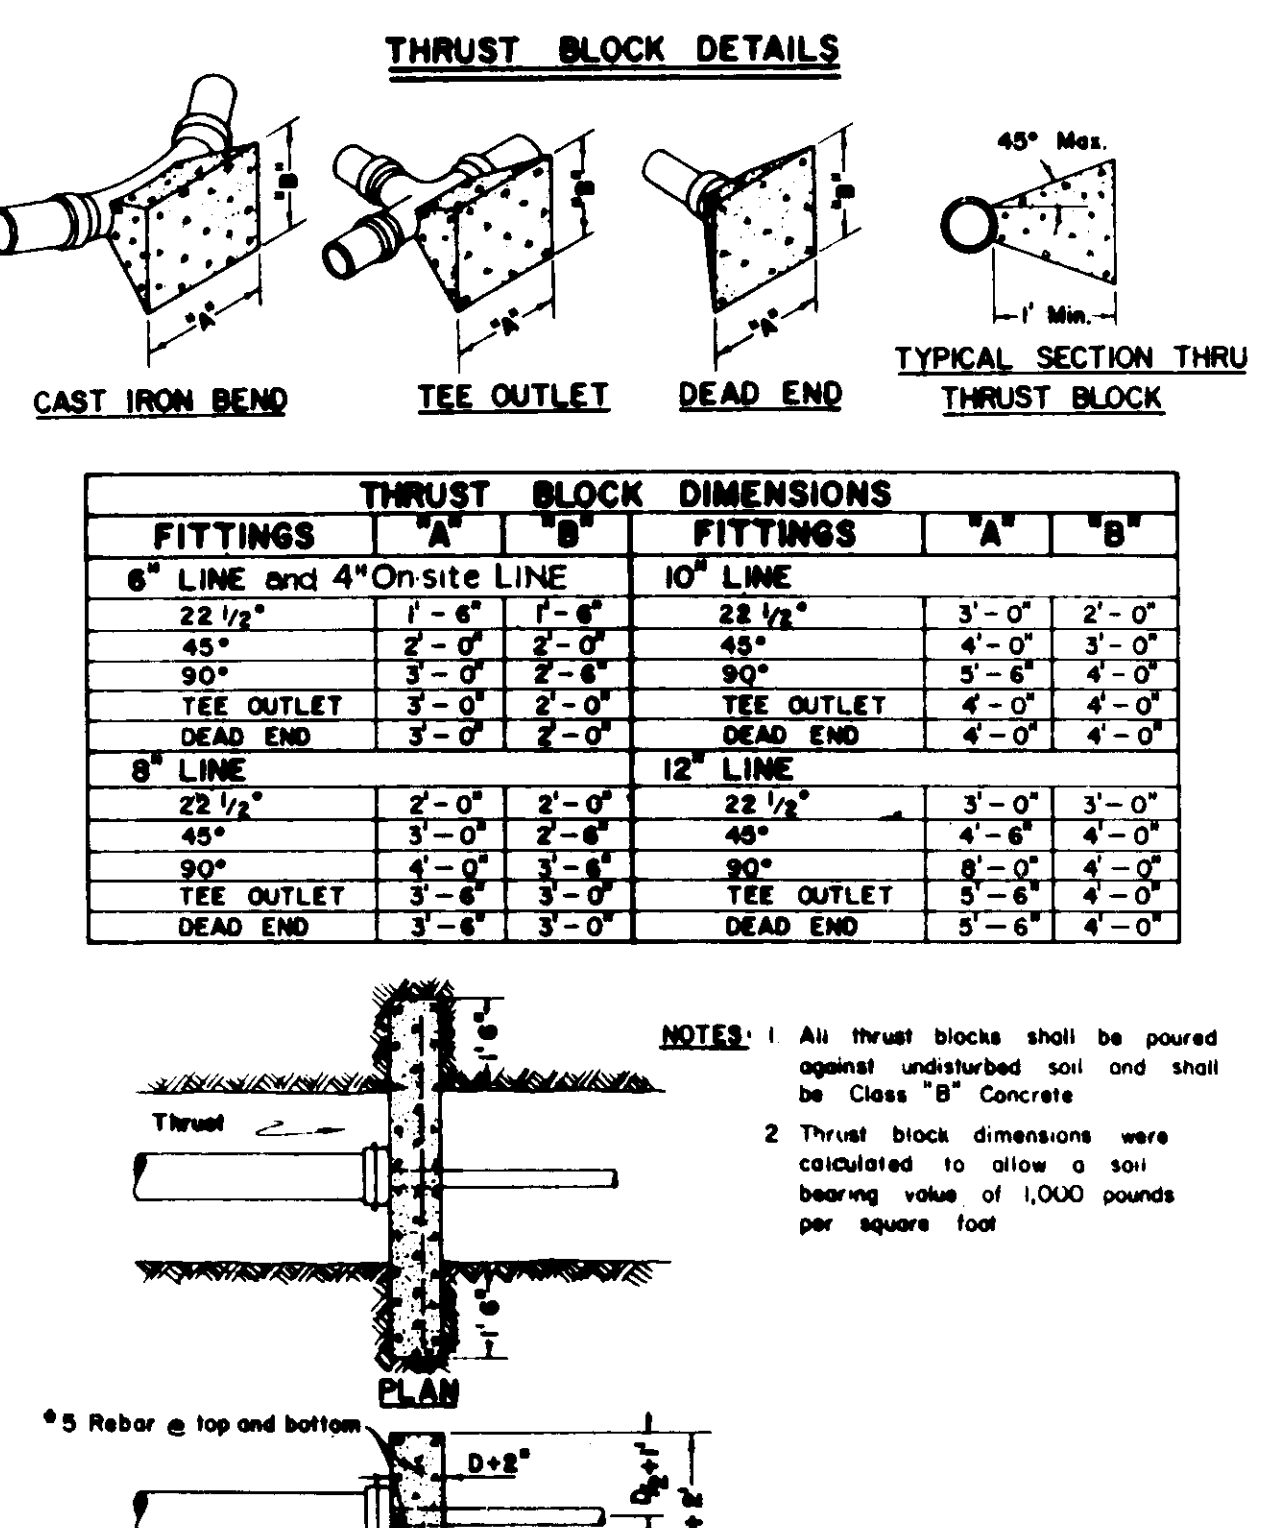 THRUST BLOCK DETAILS
"B"
"A"
CAST IRON BEND
"B"
"A"
TEE OUTLET
"B"
"A"
DEAD END
45° Max.
1' Min.
TYPICAL SECTION THRU
THRUST BLOCK
THRUST BLOCK DIMENSIONS
FITTINGS "A" "B" FITTINGS "A" "B"
6" LINE and 4" On-site LINE 10" LINE
22 1/2° 1'-6" 1'-6" 22 1/2° 3'-0" 2'-0"
45° 2'-0" 2'-0" 45° 4'-0" 3'-0"
90° 3'-0" 2'-6" 90° 5'-6" 4'-0"
TEE OUTLET 3'-0" 2'-0" TEE OUTLET 4'-0" 4'-0"
DEAD END 3'-0" 2'-0" DEAD END 4'-0" 4'-0"
8" LINE 12" LINE
22 1/2° 2'-0" 2'-0" 22 1/2° 3'-0" 3'-0"
45° 3'-0" 2'-6" 45° 4'-6" 4'-0"
90° 4'-0" 3'-6" 90° 8'-0" 4'-0"
TEE OUTLET 3'-6" 3'-0" TEE OUTLET 5'-6" 4'-0"
DEAD END 3'-6" 3'-0" DEAD END 5'-6" 4'-0"
1' 6"
Thrust
1' 6"
PLAN
NOTES: 1 All thrust blocks shall be poured
against undisturbed soil and shall
be Class "B" Concrete
2 Thrust block dimensions were
calculated to allow a soil
bearing value of 1,000 pounds
per square foot
#5 Rebar @ top and bottom
D+2"
D/2+1'